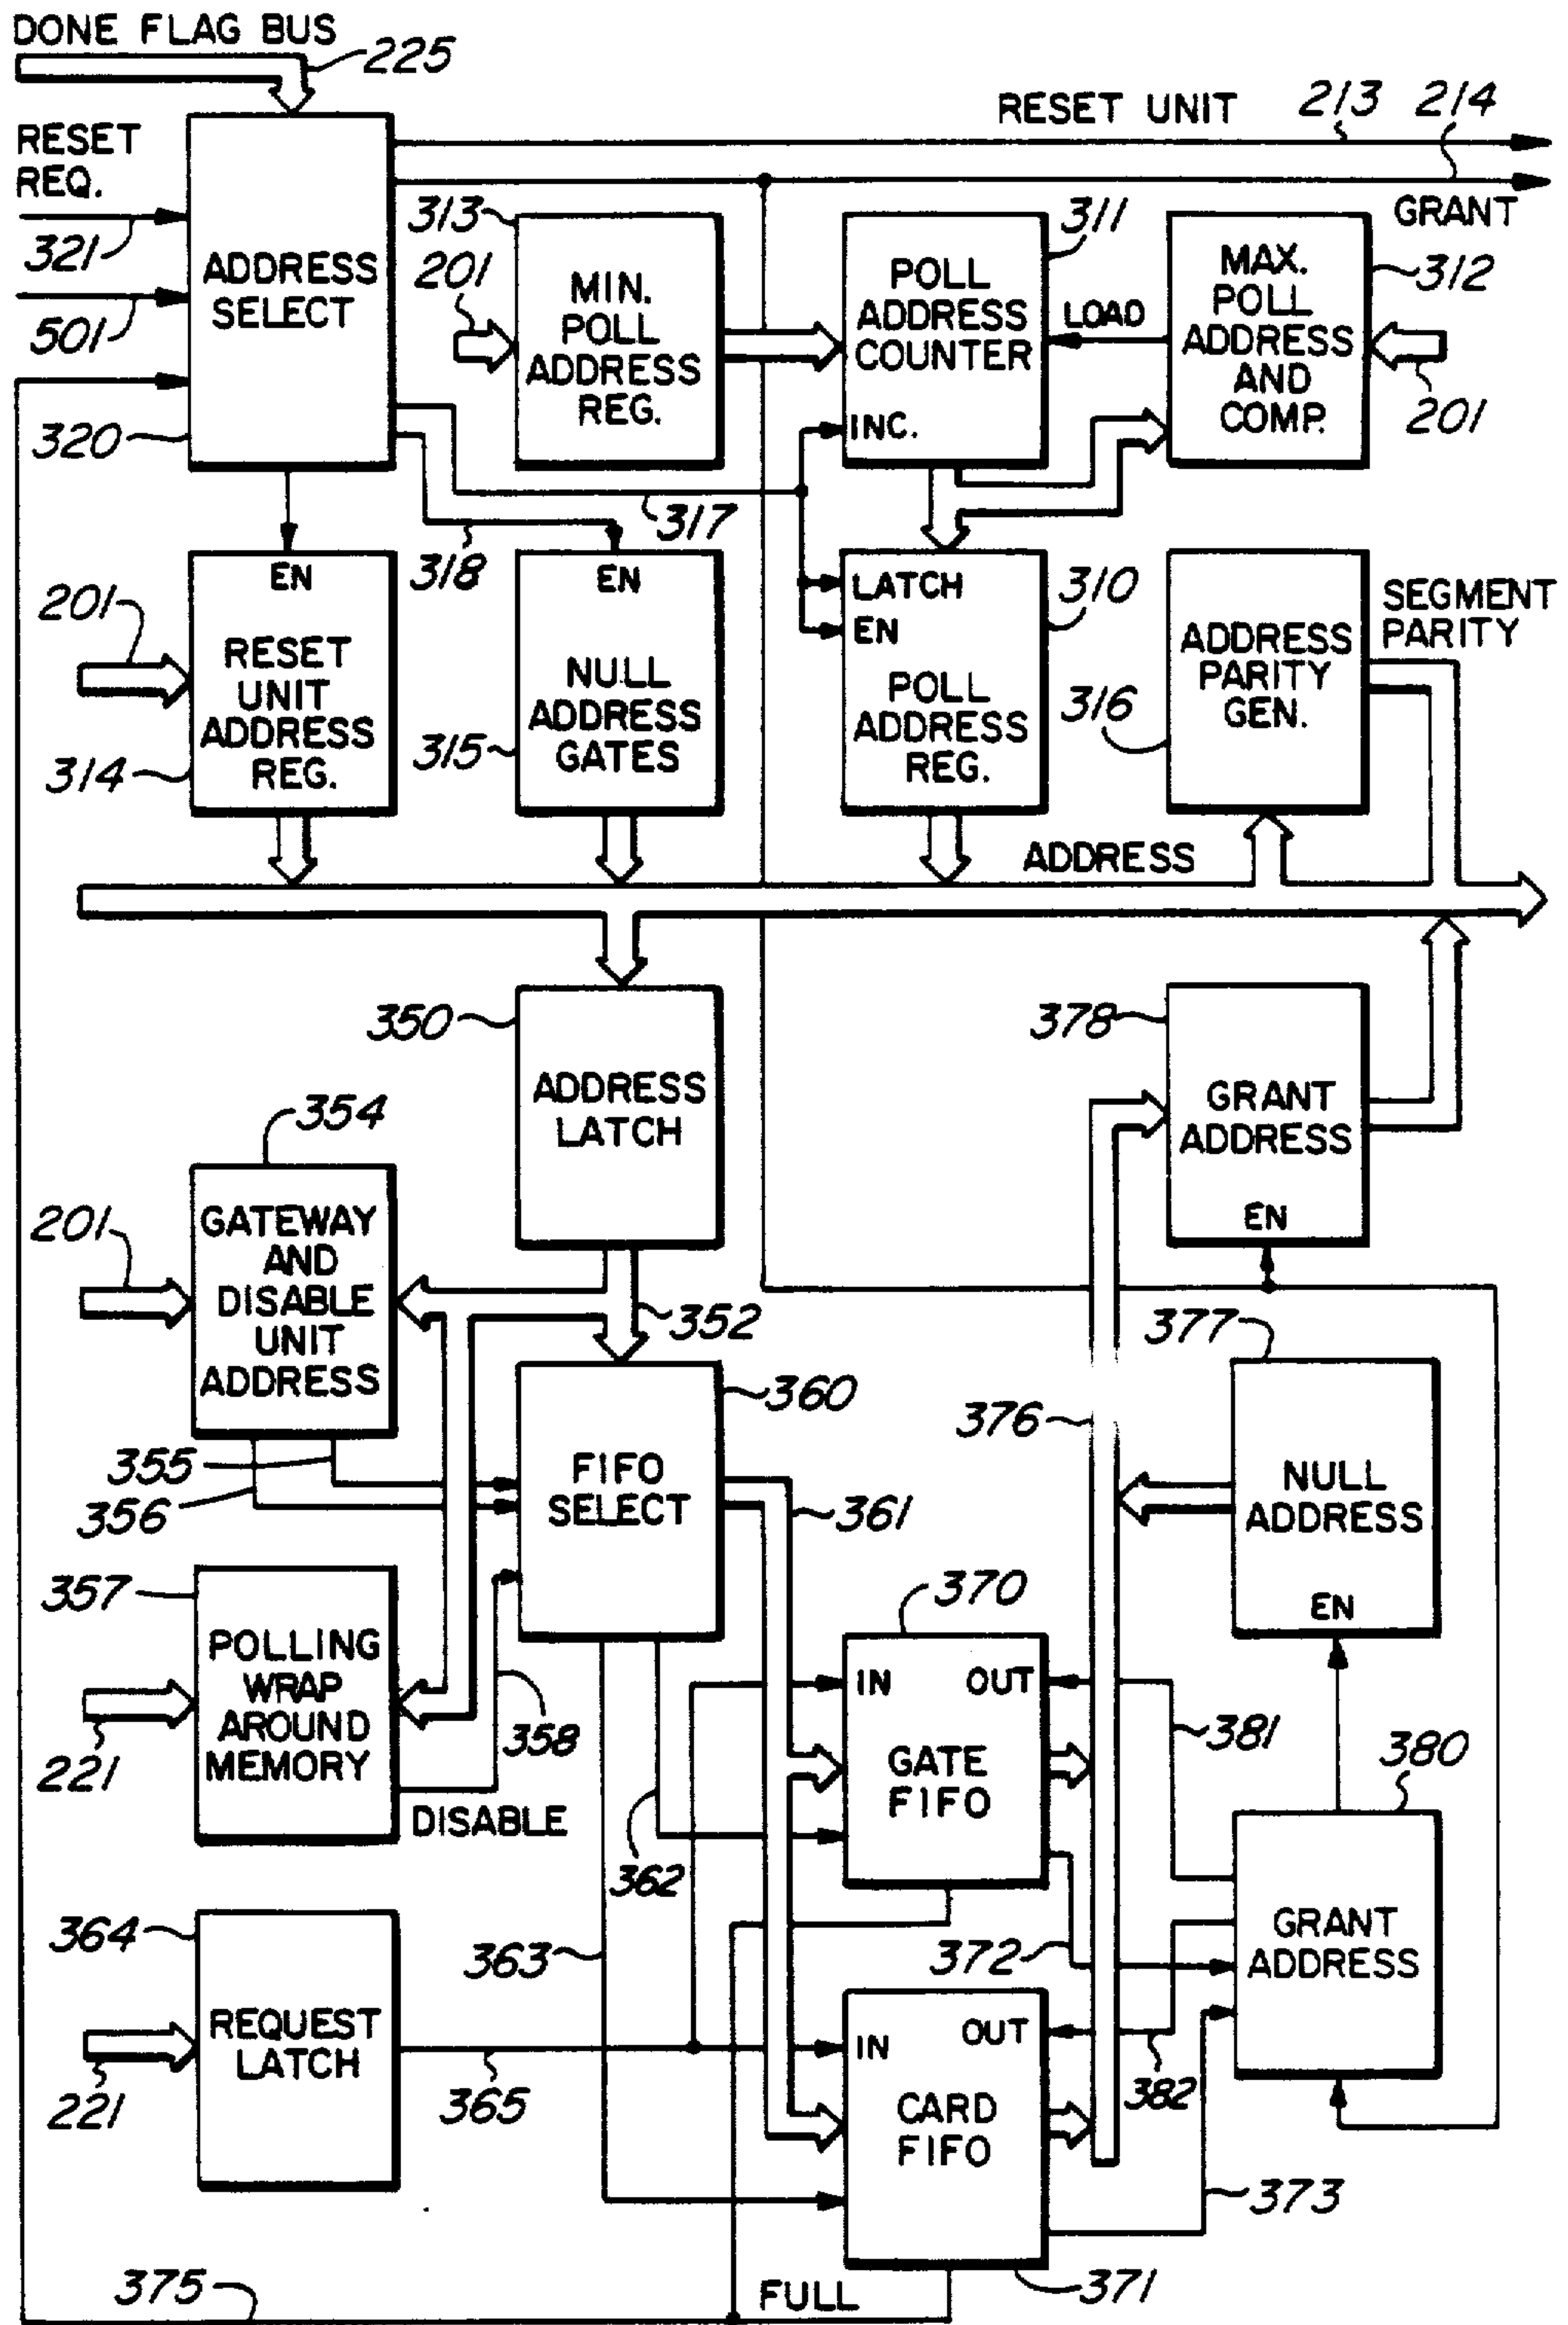 DONE FLAG BUS
225
RESET UNIT
213
214
RESET
REQ.
GRANT
321
501
320
ADDRESS
SELECT
313
201
MIN.
POLL
ADDRESS
REG.
311
POLL
ADDRESS
COUNTER
INC.
LOAD
312
MAX.
POLL
ADDRESS
AND
COMP.
201
317
318
201
EN
RESET
UNIT
ADDRESS
REG.
314
EN
NULL
ADDRESS
GATES
315
LATCH
EN
POLL
ADDRESS
REG.
310
316
ADDRESS
PARITY
GEN.
SEGMENT
PARITY
ADDRESS
350
ADDRESS
LATCH
378
GRANT
ADDRESS
EN
354
201
GATEWAY
AND
DISABLE
UNIT
ADDRESS
352
377
355
356
360
FIFO
SELECT
361
376
NULL
ADDRESS
EN
357
POLLING
WRAP
AROUND
MEMORY
221
358
DISABLE
362
363
370
IN
OUT
GATE
FIFO
381
380
372
GRANT
ADDRESS
364
REQUEST
LATCH
221
365
IN
OUT
CARD
FIFO
382
373
375
FULL
371